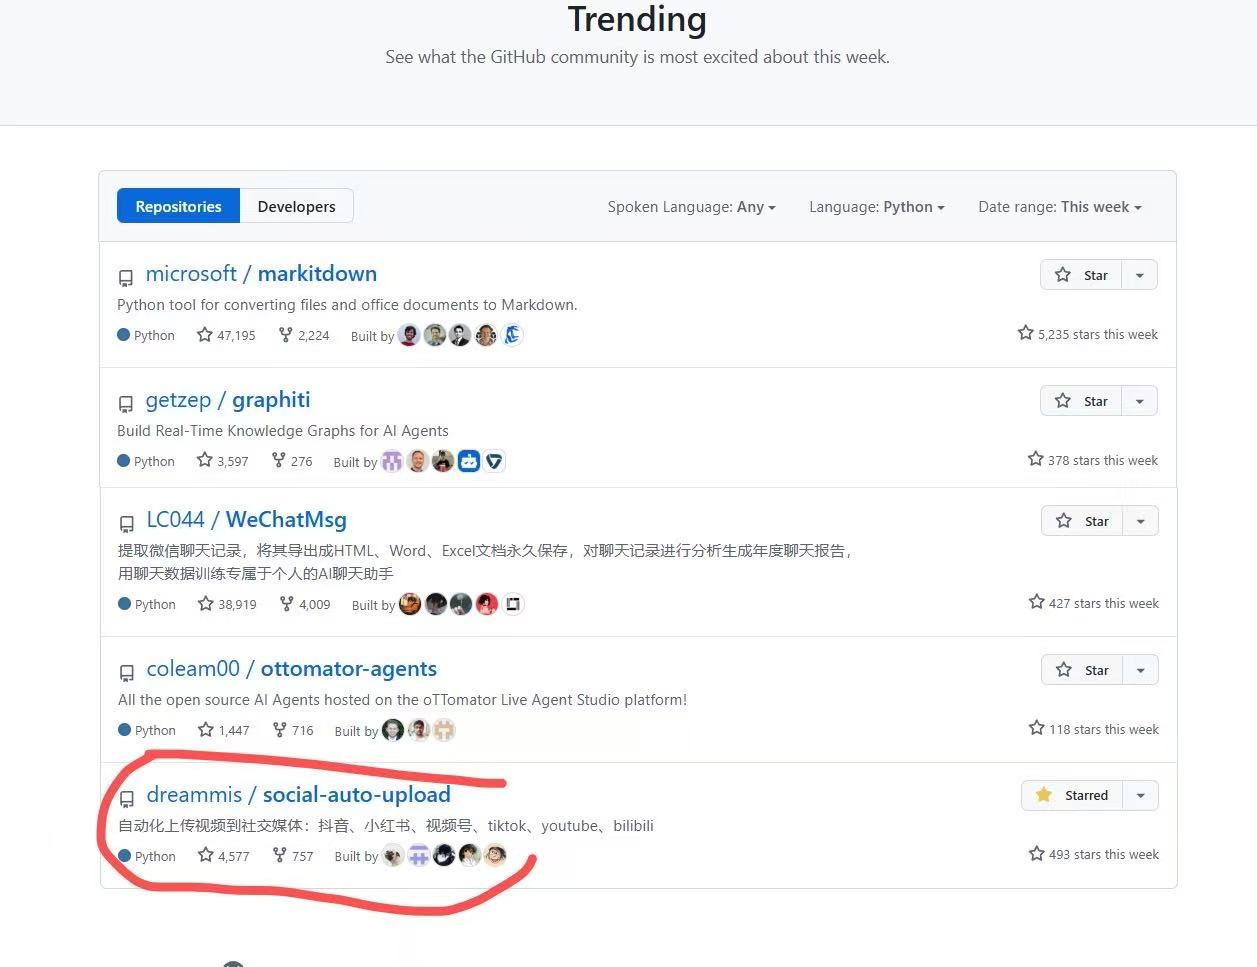 Trending
See what the GitHub community is most excited about this week.
Repositories Developers Spoken Language: Any Language: Python Date range: This week
microsoft / markitdown Star
Python tool for converting files and office documents to Markdown.
Python 47,195 2,224 Built by 5,235 stars this week
getzep / graphiti Star
Build Real-Time Knowledge Graphs for AI Agents
Python 3,597 276 Built by 378 stars this week
LC044 / WeChatMsg Star
提取微信聊天记录，将其导出成HTML、Word、Excel文档永久保存，对聊天记录进行分析生成年度聊天报告，
用聊天数据训练专属于个人的AI聊天助手
Python 38,919 4,009 Built by 427 stars this week
coleam00 / ottomator-agents Star
All the open source AI Agents hosted on the oTTomator Live Agent Studio platform!
Python 1,447 716 Built by 118 stars this week
dreammis / social-auto-upload Starred
自动化上传视频到社交媒体：抖音、小红书、视频号、tiktok、youtube、bilibili
Python 4,577 757 Built by 493 stars this week